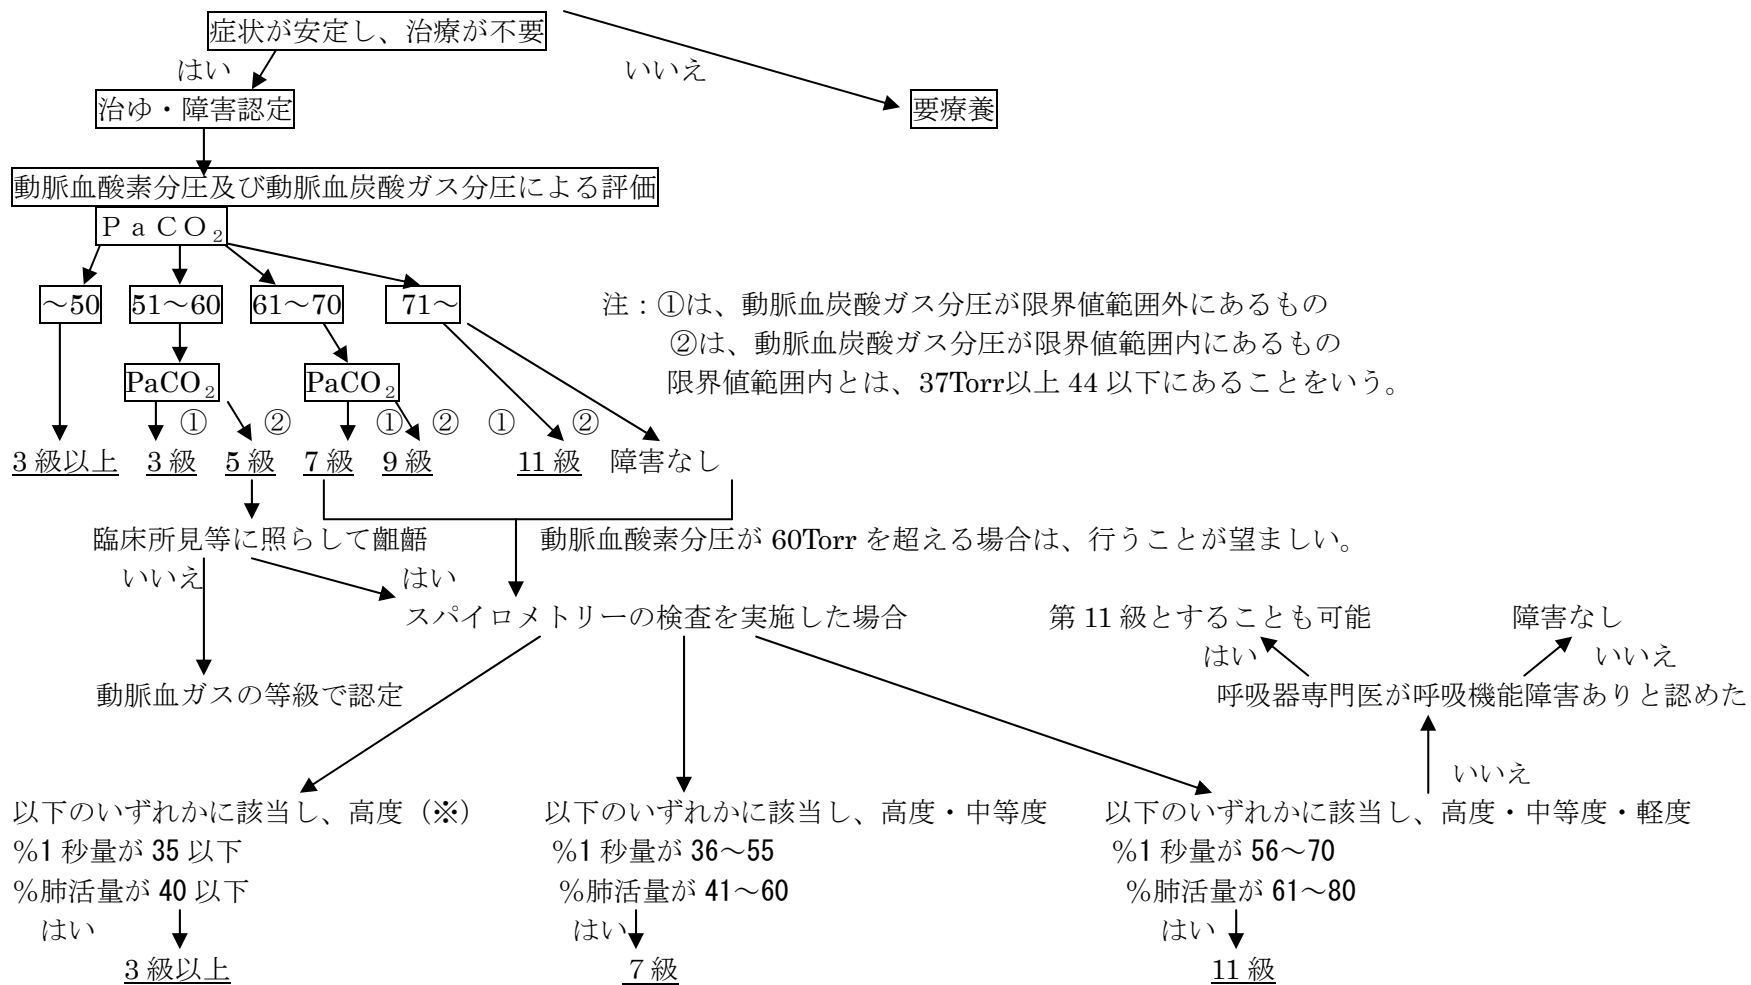 症状が安定し、治療が不要
はい
いいえ
治ゆ・障害認定
要療養
動脈血酸素分圧及び動脈血炭酸ガス分圧による評価
ＰａＣＯ₂
～50
51～60
61～70
71～
注：①は、動脈血炭酸ガス分圧が限界値範囲外にあるもの
②は、動脈血炭酸ガス分圧が限界値範囲内にあるもの
限界値範囲内とは、37Torr以上 44 以下にあることをいう。
PaCO₂
PaCO₂
① ② ① ② ① ②
3 級以上 3 級 5 級 7 級 9 級 11 級 障害なし
臨床所見等に照らして齟齬
動脈血酸素分圧が 60Torr を超える場合は、行うことが望ましい。
いいえ はい
スパイロメトリーの検査を実施した場合
第 11 級とすることも可能
障害なし
はい いいえ
動脈血ガスの等級で認定
呼吸器専門医が呼吸機能障害ありと認めた
いいえ
以下のいずれかに該当し、高度（※）
%1 秒量が 35 以下
%肺活量が 40 以下
はい
3 級以上
以下のいずれかに該当し、高度・中等度
%1 秒量が 36～55
%肺活量が 41～60
はい
７級
以下のいずれかに該当し、高度・中等度・軽度
%1 秒量が 56～70
%肺活量が 61～80
はい
11 級